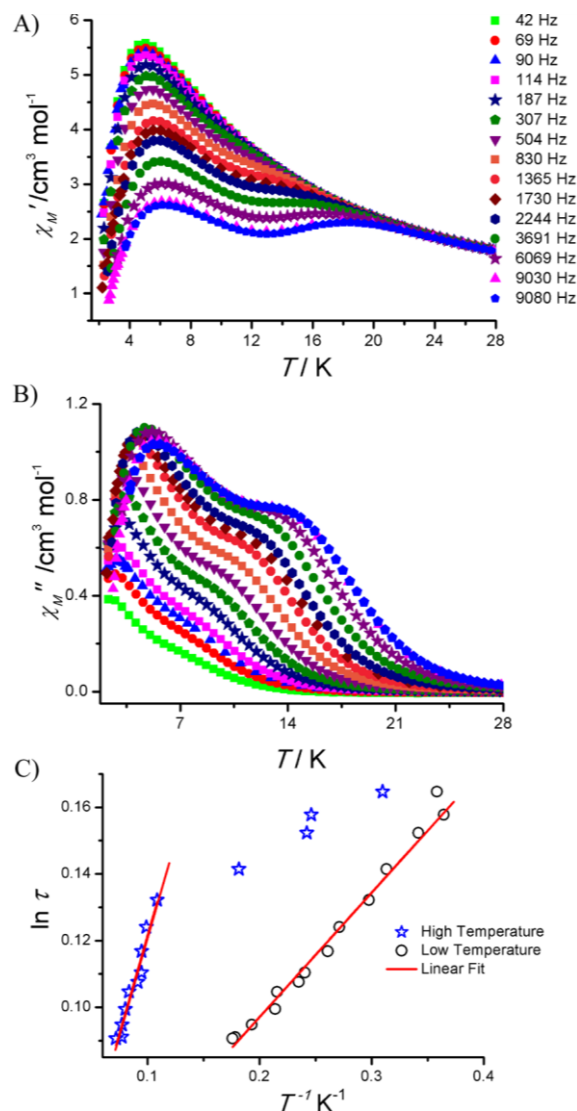 A)
χM′/cm³ mol⁻¹
6
5
4
3
2
1
4
8
12
16
20
24
28
T / K
42 Hz
69 Hz
90 Hz
114 Hz
187 Hz
307 Hz
504 Hz
830 Hz
1365 Hz
1730 Hz
2244 Hz
3691 Hz
6069 Hz
9030 Hz
9080 Hz
B)
χM″/cm³ mol⁻¹
1.2
0.8
0.4
0.0
7
14
21
28
T / K
C)
ln τ
0.16
0.14
0.12
0.10
0.1
0.2
0.3
0.4
T⁻¹ K⁻¹
High Temperature
Low Temperature
Linear Fit